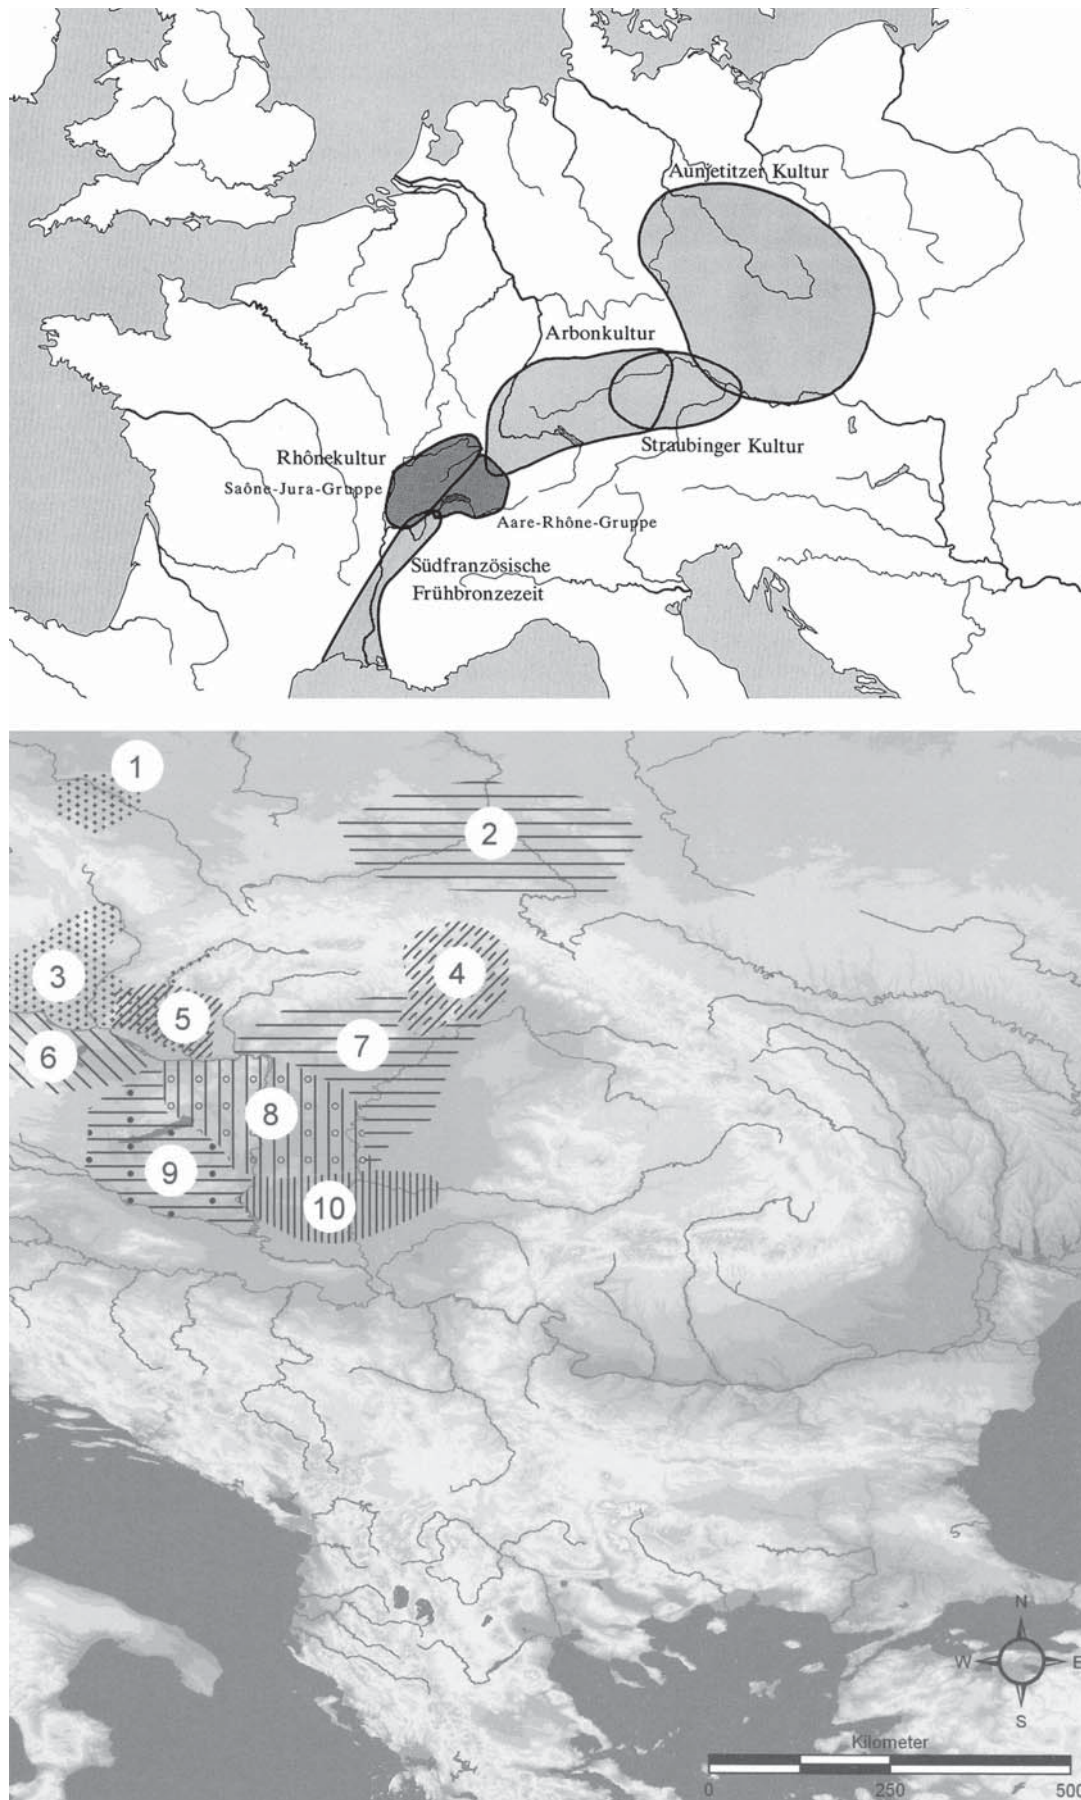 Aunjetitzer Kultur
Arbonkultur
Straubinger Kultur
Rhônekultur
Saône-Jura-Gruppe
Aare-Rhône-Gruppe
Südfranzösische
Frühbronzezeit
1
2
3
4
5
6
7
8
9
10
N
W E
S
Kilometer
0 250 500